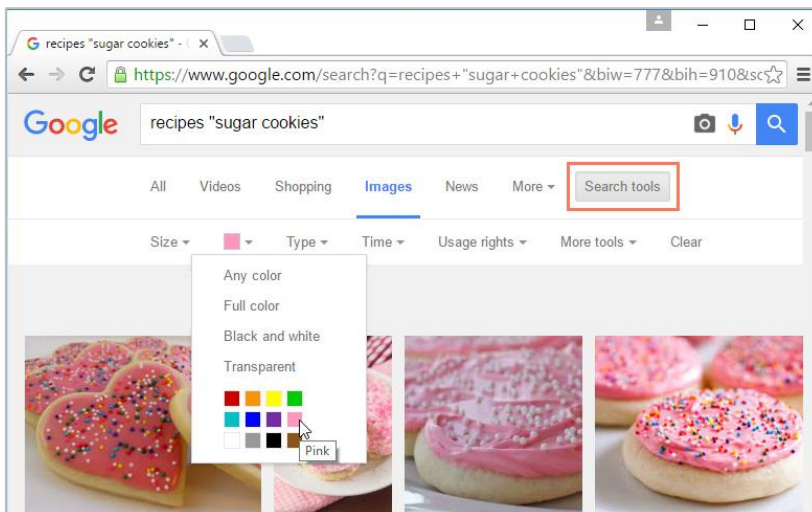 recipes "sugar cookies" - 
https://www.google.com/search?q=recipes+"sugar+cookies"&biw=777&bih=910&sc
Google
recipes "sugar cookies"
All Videos Shopping Images News More Search tools
Size Type Time Usage rights More tools Clear
Any color
Full color
Black and white
Transparent
Pink